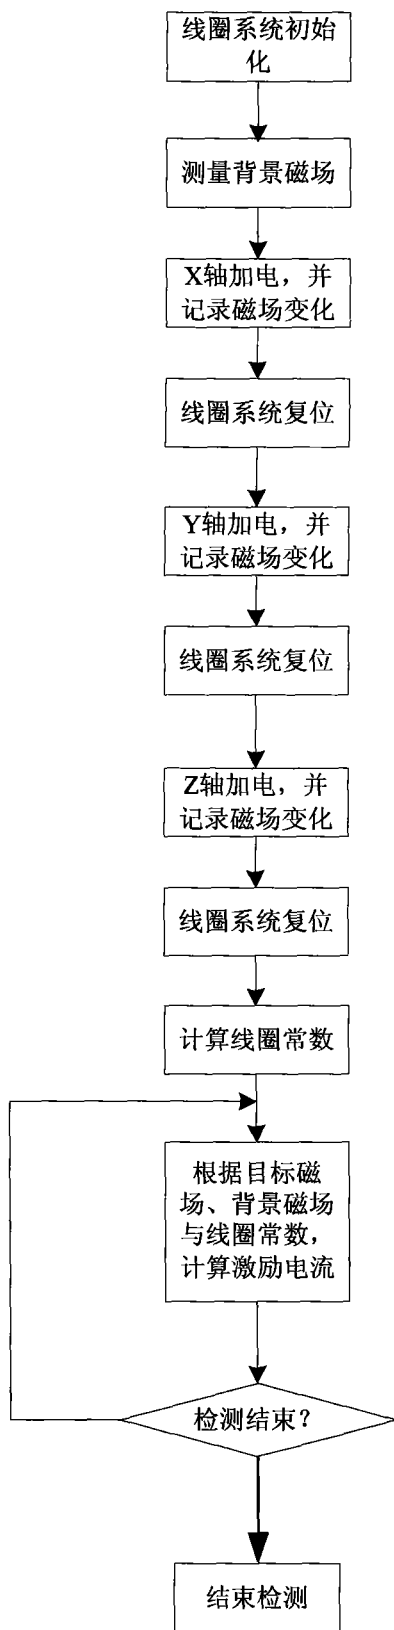 线圈系统初始
化
测量背景磁场
X轴加电，并
记录磁场变化
线圈系统复位
Y轴加电，并
记录磁场变化
线圈系统复位
Z轴加电，并
记录磁场变化
线圈系统复位
计算线圈常数
根据目标磁
场、背景磁场
与线圈常数，
计算激励电流
检测结束？
结束检测